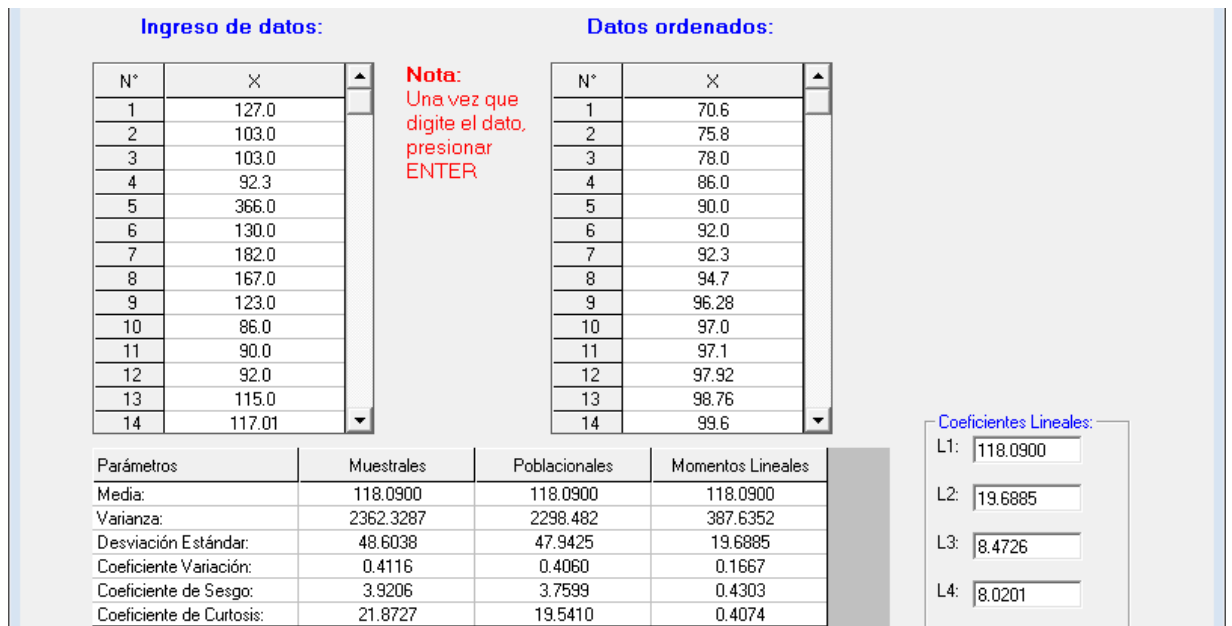 Ingreso de datos:
Datos ordenados:
N° X
1 127.0
2 103.0
3 103.0
4 92.3
5 366.0
6 130.0
7 182.0
8 167.0
9 123.0
10 86.0
11 90.0
12 92.0
13 115.0
14 117.01
Nota:
Una vez que
digite el dato,
presionar
ENTER
N° X
1 70.6
2 75.8
3 78.0
4 86.0
5 90.0
6 92.0
7 92.3
8 94.7
9 96.28
10 97.0
11 97.1
12 97.92
13 98.76
14 99.6
Parámetros Muestrales Poblacionales Momentos Lineales
Media: 118.0900 118.0900 118.0900
Varianza: 2362.3287 2298.482 387.6352
Desviación Estándar: 48.6038 47.9425 19.6885
Coeficiente Variación: 0.4116 0.4060 0.1667
Coeficiente de Sesgo: 3.9206 3.7599 0.4303
Coeficiente de Curtosis: 21.8727 19.5410 0.4074
Coeficientes Lineales:
L1: 118.0900
L2: 19.6885
L3: 8.4726
L4: 8.0201